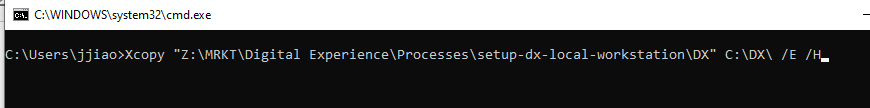 C:\WINDOWS\system32\cmd.exe
C:\Users\jjiao>Xcopy "Z:\MRKT\Digital Experience\Processes\setup-dx-local-workstation\DX" C:\DX\ /E /H